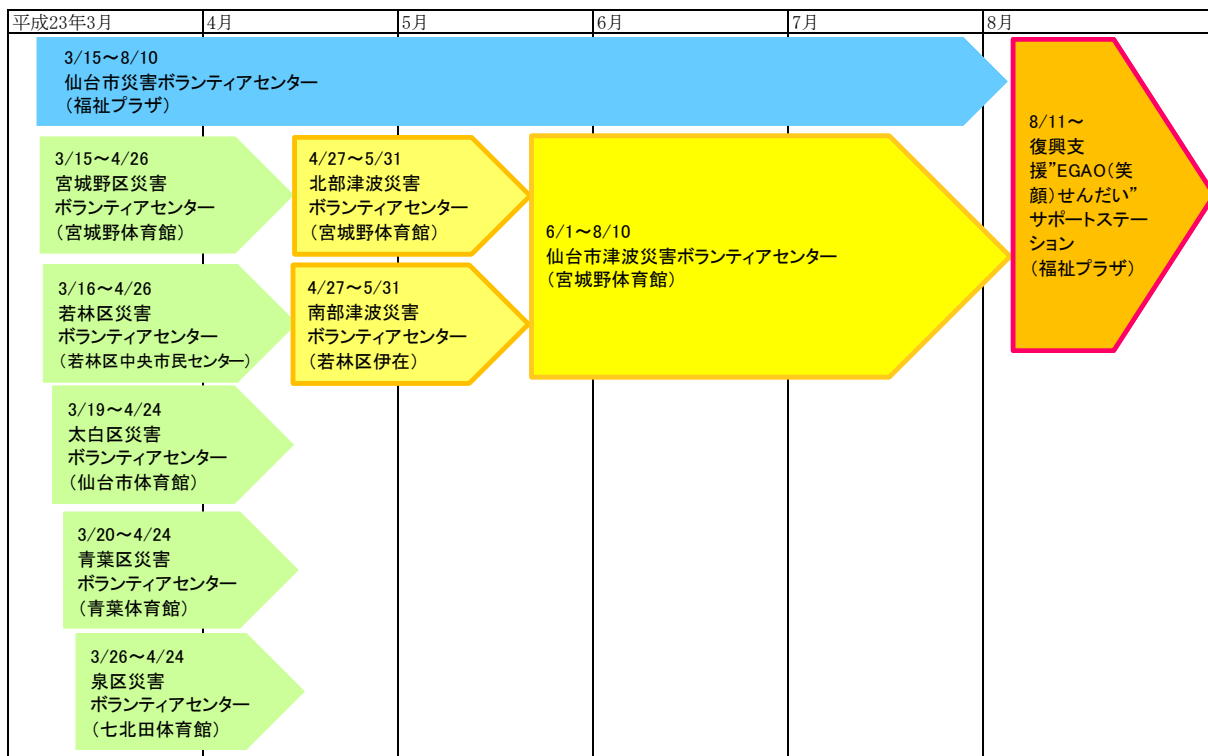 平成23年3月
4月
5月
6月
7月
8月
3/15～8/10
仙台市災害ボランティアセンター
(福祉プラザ)
3/15～4/26
宮城野区災害
ボランティアセンター
(宮城野体育館)
4/27～5/31
北部津波災害
ボランティアセンター
(宮城野体育館)
6/1～8/10
仙台市津波災害ボランティアセンター
(宮城野体育館)
8/11～
復興支
援”EGAO(笑
顔)せんだい”
サポートステー
ション
(福祉プラザ)
3/16～4/26
若林区災害
ボランティアセンター
(若林区中央市民センター)
4/27～5/31
南部津波災害
ボランティアセンター
(若林区伊在)
3/19～4/24
太白区災害
ボランティアセンター
(仙台市体育館)
3/20～4/24
青葉区災害
ボランティアセンター
(青葉体育館)
3/26～4/24
泉区災害
ボランティアセンター
(七北田体育館)